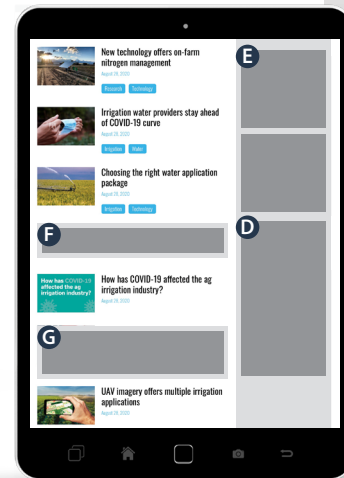 New technology offers on-farm
nitrogen management
August 28, 2020
Research
Technology
Irrigation water providers stay ahead
of COVID-19 curve
August 28, 2020
Irrigation
Water
Choosing the right water application
package
August 28, 2020
Irrigation
Technology
F
How has COVID-19
affected the ag
irrigation industry?
How has COVID-19 affected the ag
irrigation industry?
August 28, 2020
G
UAV imagery offers multiple irrigation
applications
August 28, 2020
E
D